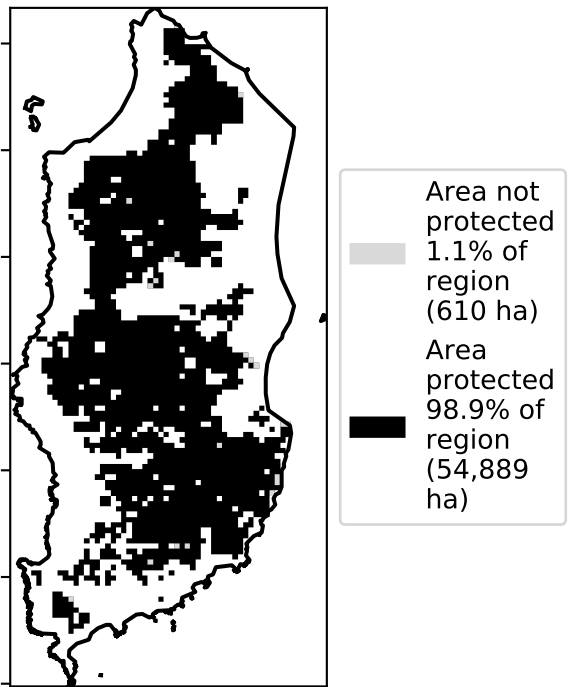 Area not
protected
1.1% of
region
(610 ha)
Area
protected
98.9% of
region
(54,889
ha)